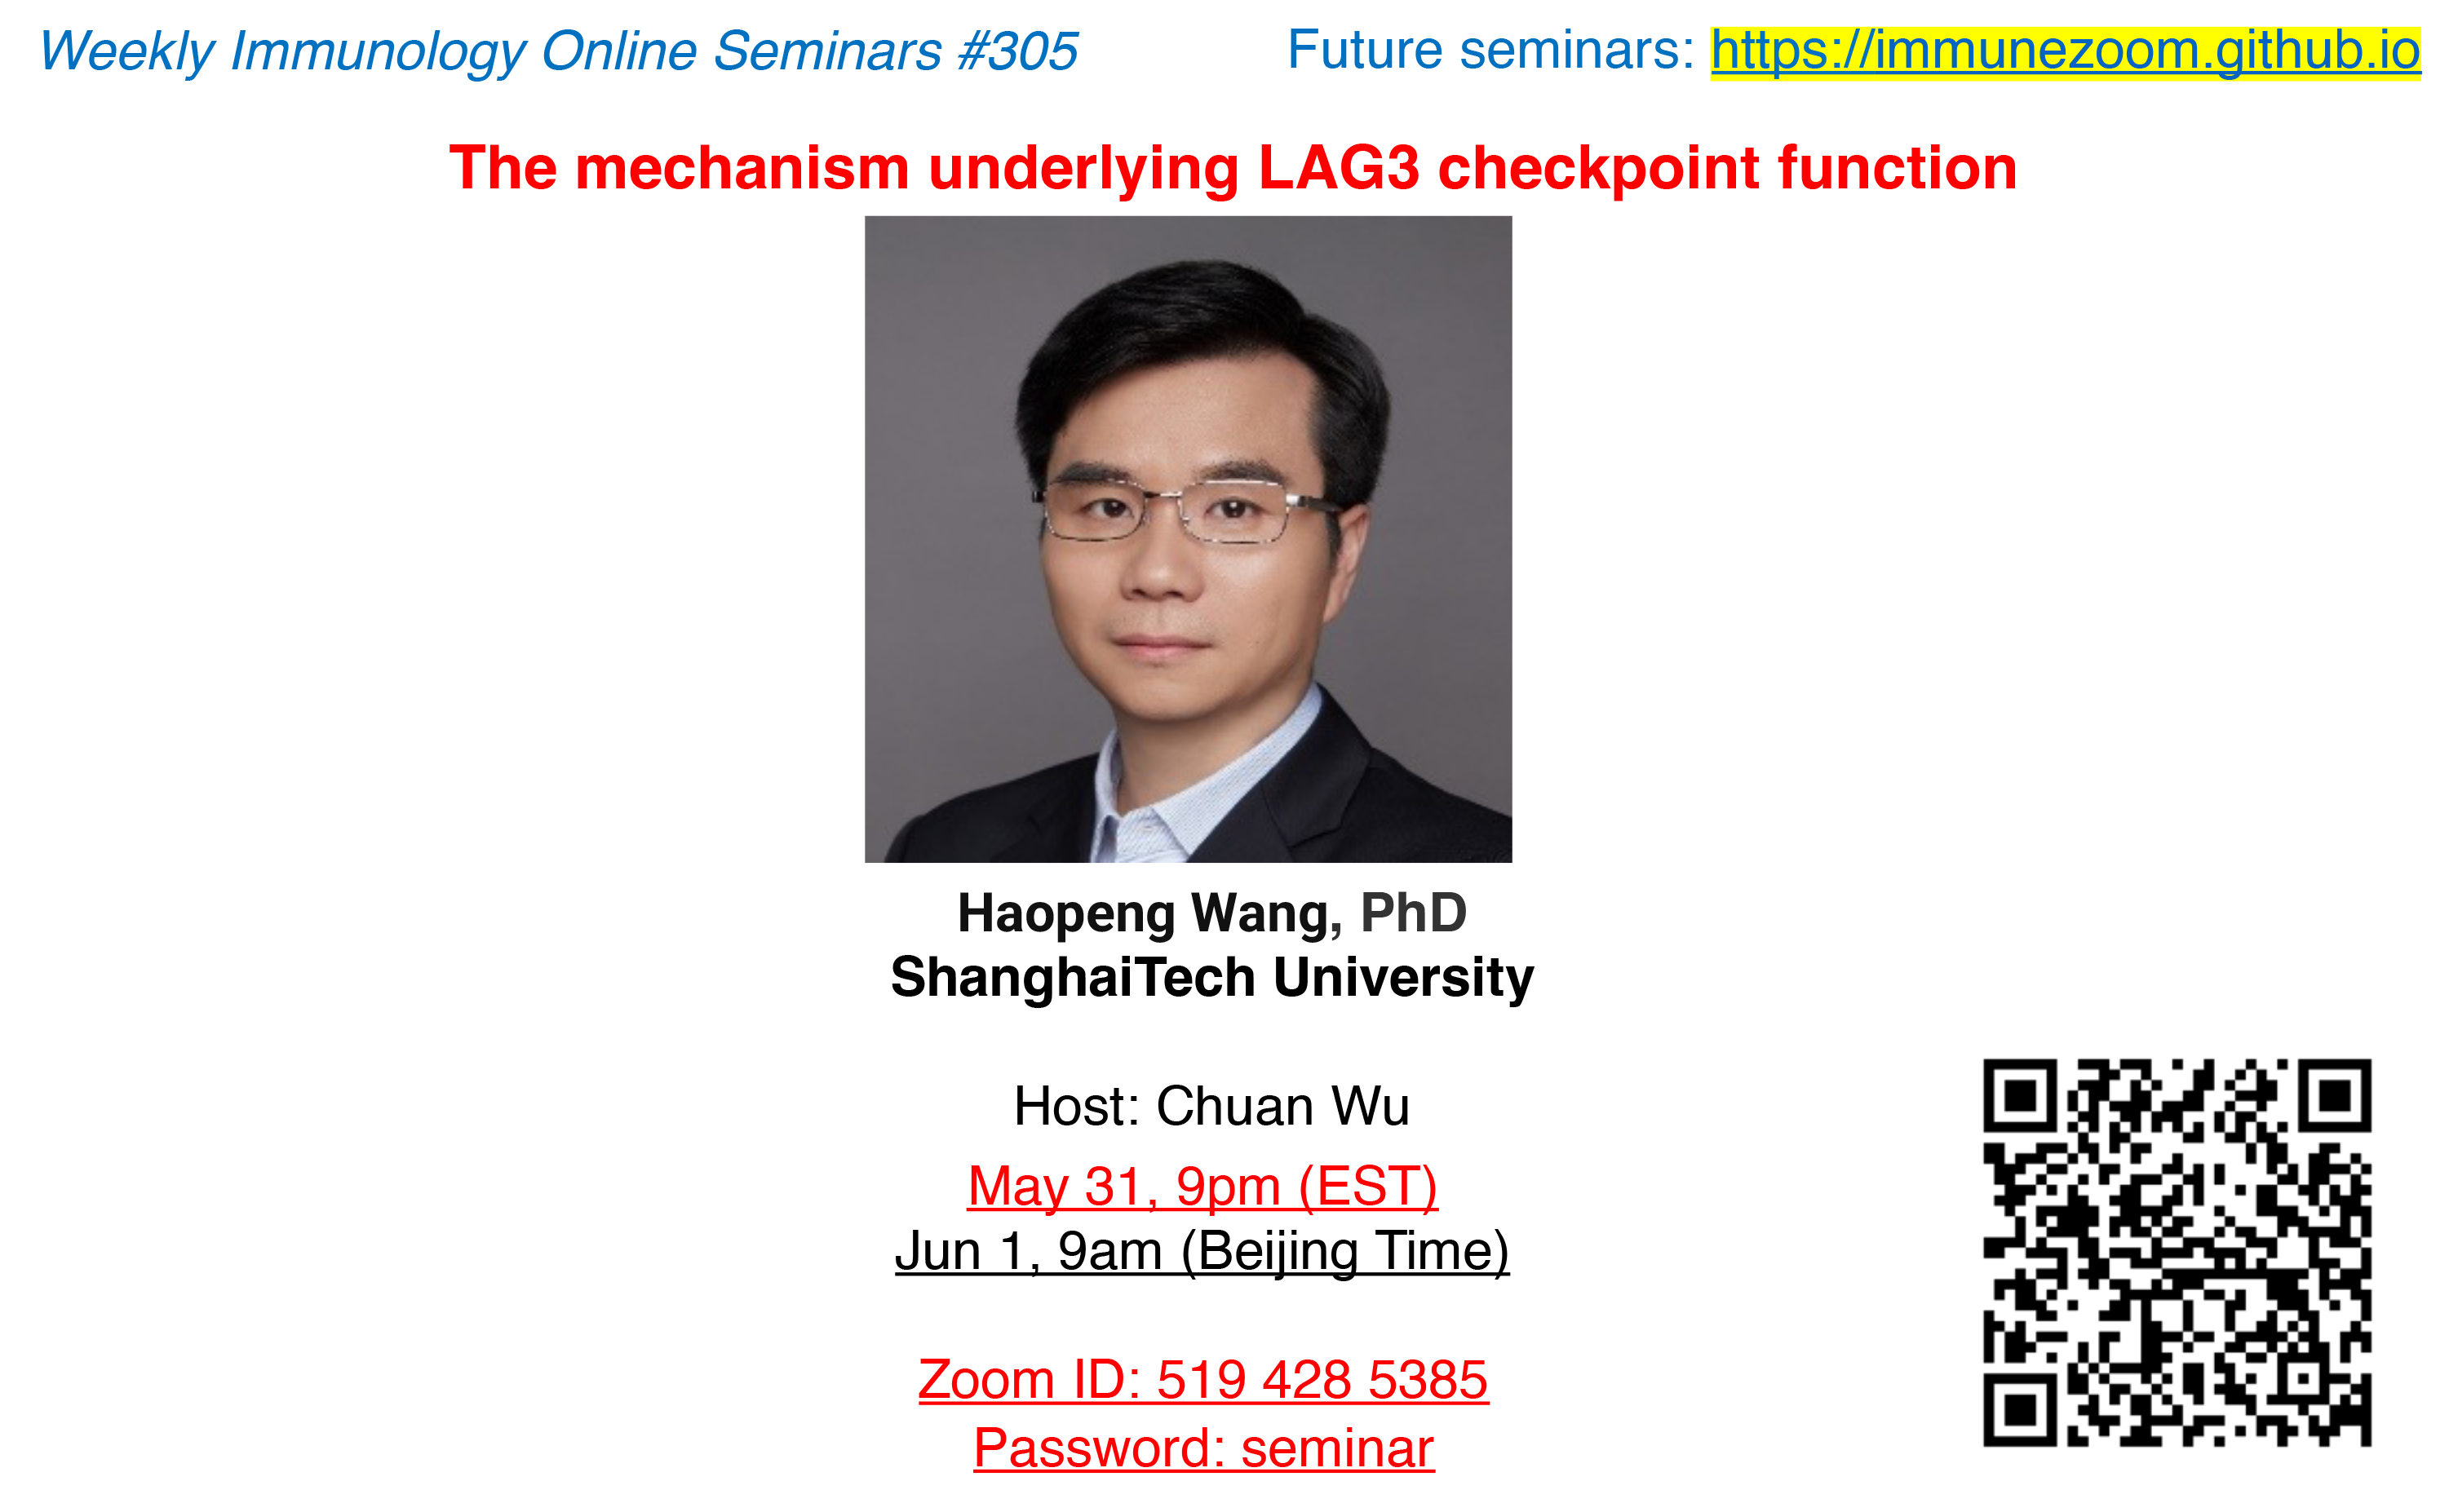 Weekly Immunology Online Seminars #305
Future seminars: https://immunezoom.github.io
The mechanism underlying LAG3 checkpoint function
Haopeng Wang, PhD
ShanghaiTech University
Host: Chuan Wu
May 31, 9pm (EST)
Jun 1, 9am (Beijing Time)
Zoom ID: 519 428 5385
Password: seminar